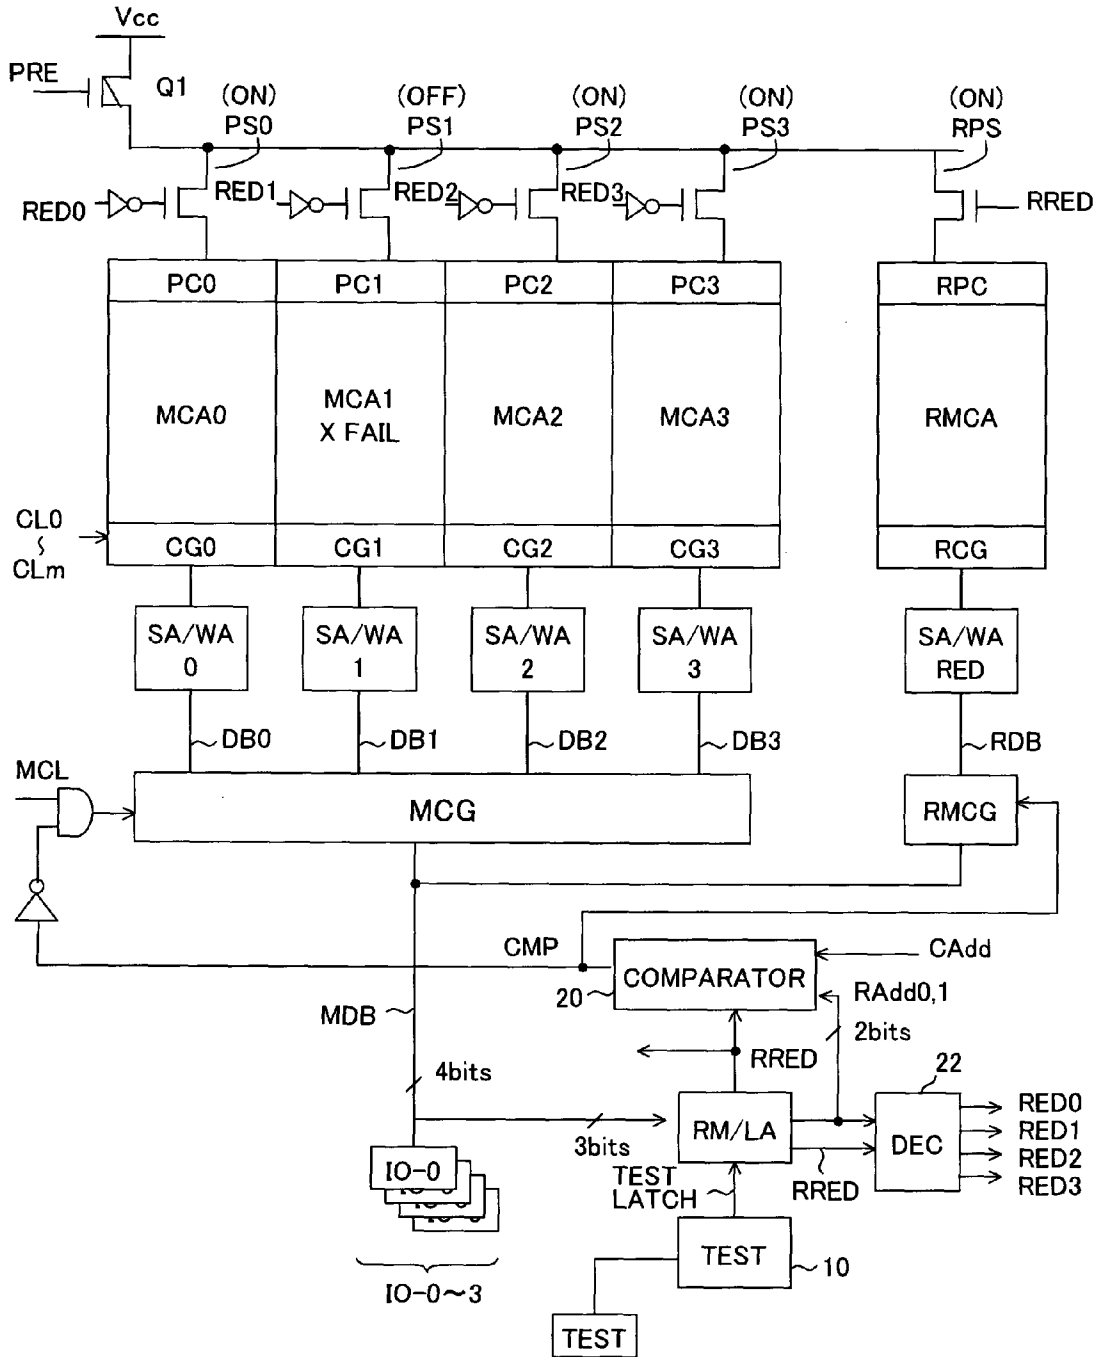 Vcc
PRE
Q1
(ON)
PS0
(OFF)
PS1
(ON)
PS2
(ON)
PS3
(ON)
RPS
RED0
RED1
RED2
RED3
RRED
PC0
PC1
PC2
PC3
RPC
MCA0
MCA1
X FAIL
MCA2
MCA3
RMCA
CL0
~
CLm
CG0
CG1
CG2
CG3
RCG
SA/WA
0
SA/WA
1
SA/WA
2
SA/WA
3
SA/WA
RED
DB0
DB1
DB2
DB3
RDB
MCL
MCG
RMCG
CMP
COMPARATOR
20
CAdd
RAdd0,1
2bits
MDB
RRED
22
4bits
3bits
RM/LA
DEC
RED0
RED1
RED2
RED3
RRED
IO-0
TEST
LATCH
TEST
10
IO-0~3
TEST